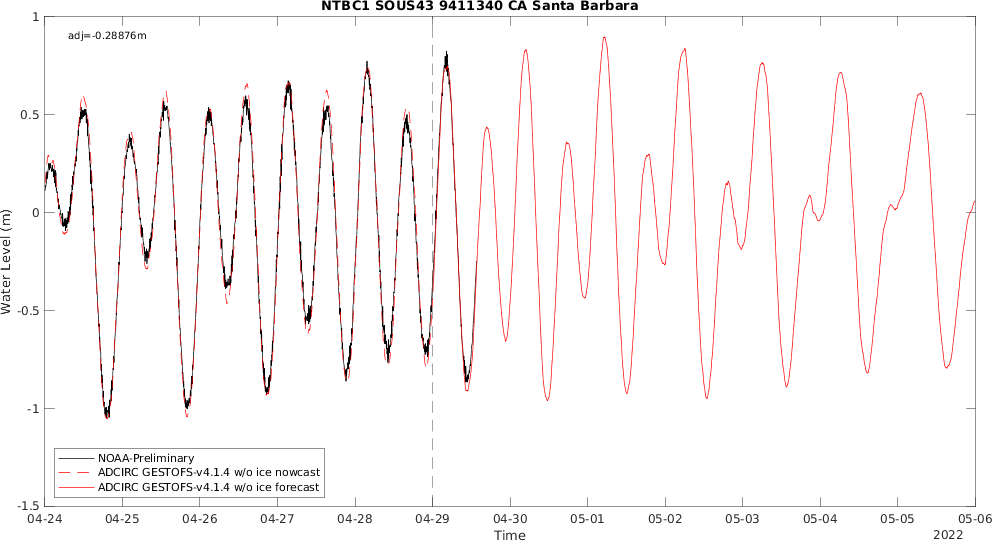 NTBC1 SOUS43 9411340 CA Santa Barbara
adj=-0.28876m
1
0.5
0
-0.5
-1
-1.5
Water Level (m)
NOAA-Preliminary
ADCIRC GESTOFS-v4.1.4 w/o ice nowcast
ADCIRC GESTOFS-v4.1.4 w/o ice forecast
04-24 04-25 04-26 04-27 04-28 04-29 04-30 05-01 05-02 05-03 05-04 05-05 05-06
Time
2022